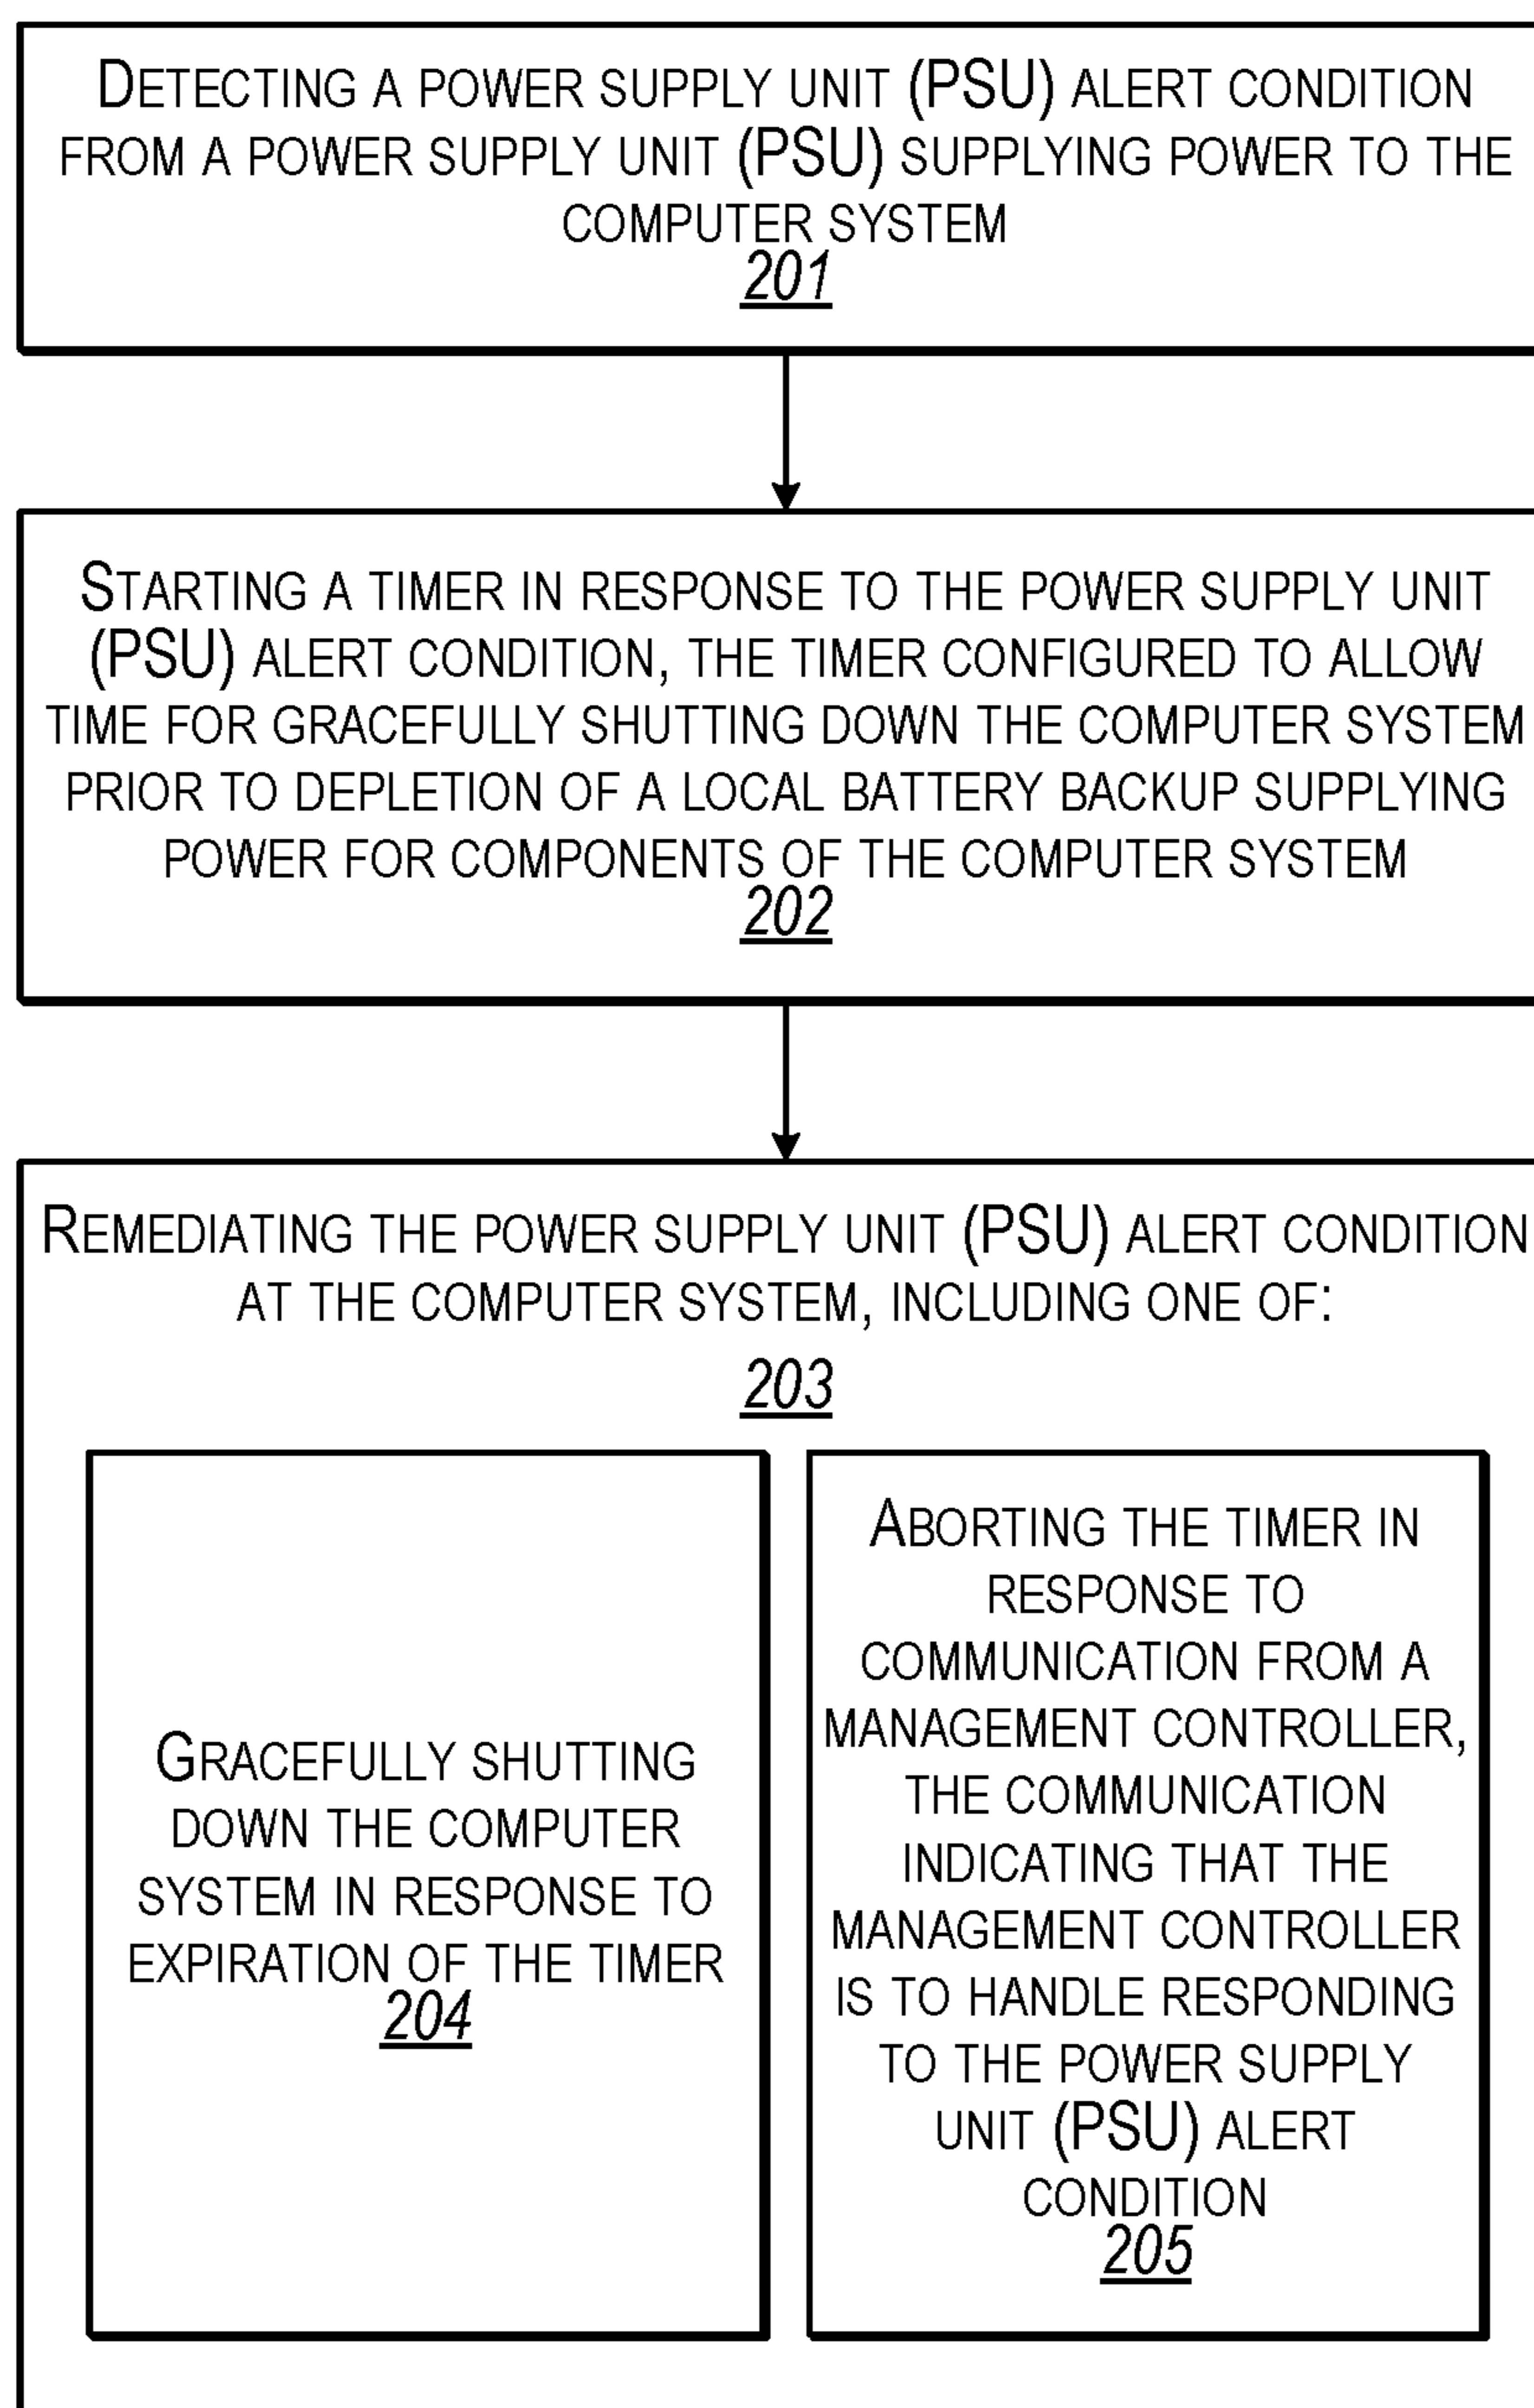 DETECTING A POWER SUPPLY UNIT (PSU) ALERT CONDITION
FROM A POWER SUPPLY UNIT (PSU) SUPPLYING POWER TO THE
COMPUTER SYSTEM
201
STARTING A TIMER IN RESPONSE TO THE POWER SUPPLY UNIT
(PSU) ALERT CONDITION, THE TIMER CONFIGURED TO ALLOW
TIME FOR GRACEFULLY SHUTTING DOWN THE COMPUTER SYSTEM
PRIOR TO DEPLETION OF A LOCAL BATTERY BACKUP SUPPLYING
POWER FOR COMPONENTS OF THE COMPUTER SYSTEM
202
REMEDIATING THE POWER SUPPLY UNIT (PSU) ALERT CONDITION
AT THE COMPUTER SYSTEM, INCLUDING ONE OF:
203
GRACEFULLY SHUTTING
DOWN THE COMPUTER
SYSTEM IN RESPONSE TO
EXPIRATION OF THE TIMER
204
ABORTING THE TIMER IN
RESPONSE TO
COMMUNICATION FROM A
MANAGEMENT CONTROLLER,
THE COMMUNICATION
INDICATING THAT THE
MANAGEMENT CONTROLLER
IS TO HANDLE RESPONDING
TO THE POWER SUPPLY
UNIT (PSU) ALERT
CONDITION
205